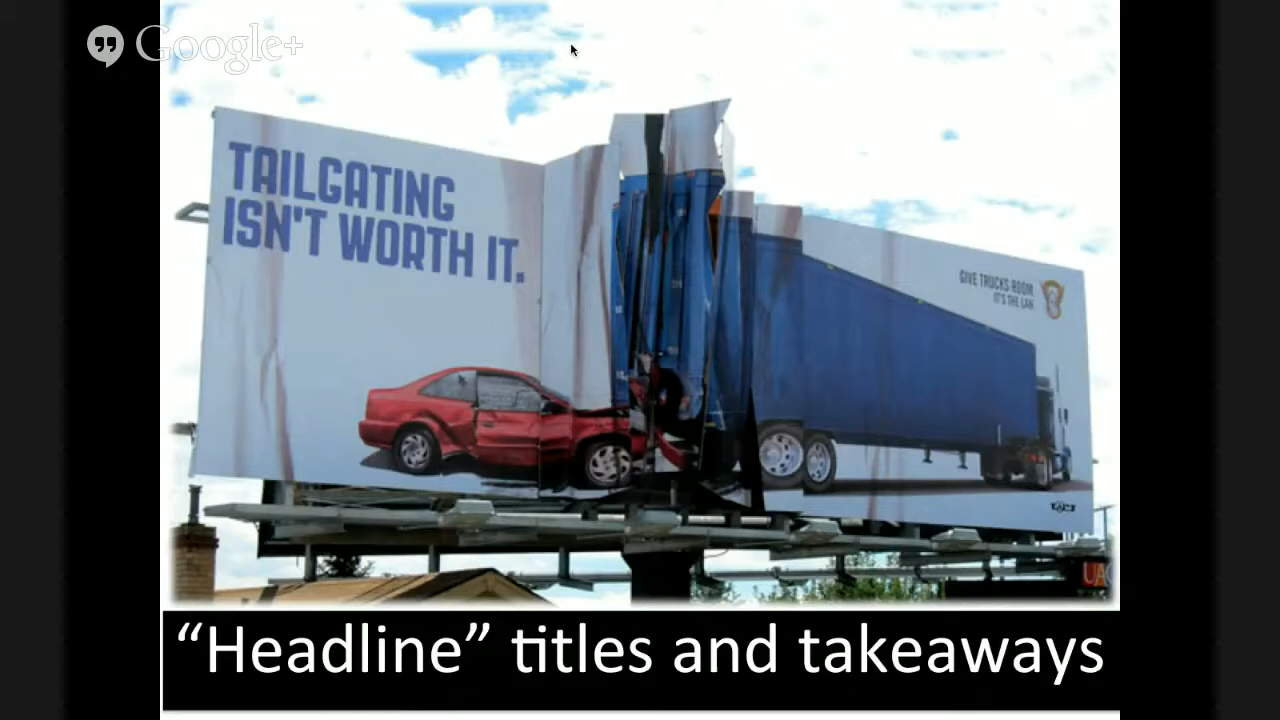 Google+
TAILGATING
ISN'T WORTH IT.
GIVE TRUCKS ROOM
IT'S THE LAW
“Headline” titles and takeaways